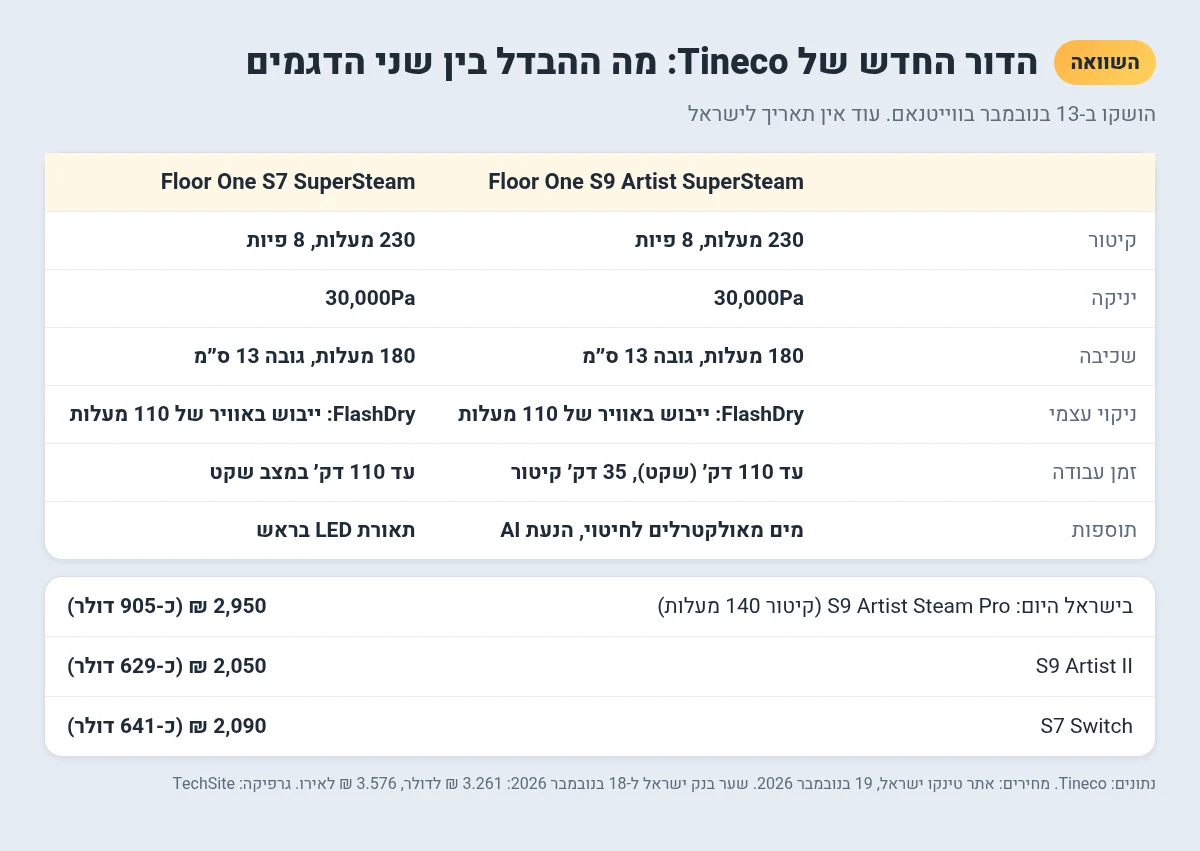 השוואה
הדור החדש של Tineco: מה ההבדל בין שני הדגמים
הושקו ב-13 בנובמבר בווייטנאם. עוד אין תאריך לישראל
Floor One S9 Artist SuperSteam Floor One S7 SuperSteam
קיטור 230 מעלות, 8 פיות 230 מעלות, 8 פיות
יניקה 30,000Pa 30,000Pa
שכיבה 180 מעלות, גובה 13 ס״מ 180 מעלות, גובה 13 ס״מ
ניקוי עצמי FlashDry: ייבוש באוויר של 110 מעלות FlashDry: ייבוש באוויר של 110 מעלות
זמן עבודה עד 110 דק׳ (שקט), 35 דק׳ קיטור עד 110 דק׳ במצב שקט
תוספות מים מאולקטרלים לחיטוי, הנעת AI תאורת LED בראש
בישראל היום: S9 Artist Steam Pro (קיטור 140 מעלות) 2,950 ₪ (כ-905 דולר)
S9 Artist II 2,050 ₪ (כ-629 דולר)
S7 Switch 2,090 ₪ (כ-641 דולר)
נתונים: Tineco. מחירים: אתר טינקו ישראל, 19 בנובמבר 2026. שער בנק ישראל ל-18 בנובמבר 2026: 3.261 ₪ לדולר, 3.576 ₪ לאירו. גרפיקה: TechSite